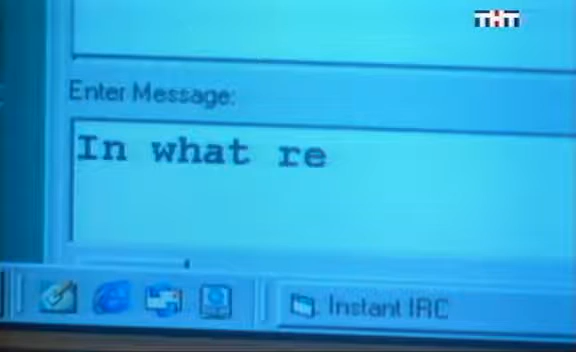 ТНТ
Enter Message:
In what re
Instant IRC